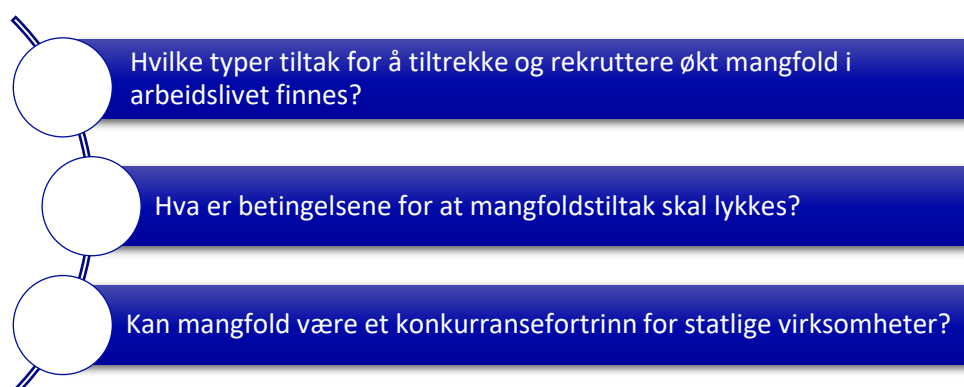 Hvilke typer tiltak for å tiltrekke og rekruttere økt mangfold i
arbeidslivet finnes?
Hva er betingelsene for at mangfoldstiltak skal lykkes?
Kan mangfold være et konkurransefortrinn for statlige virksomheter?